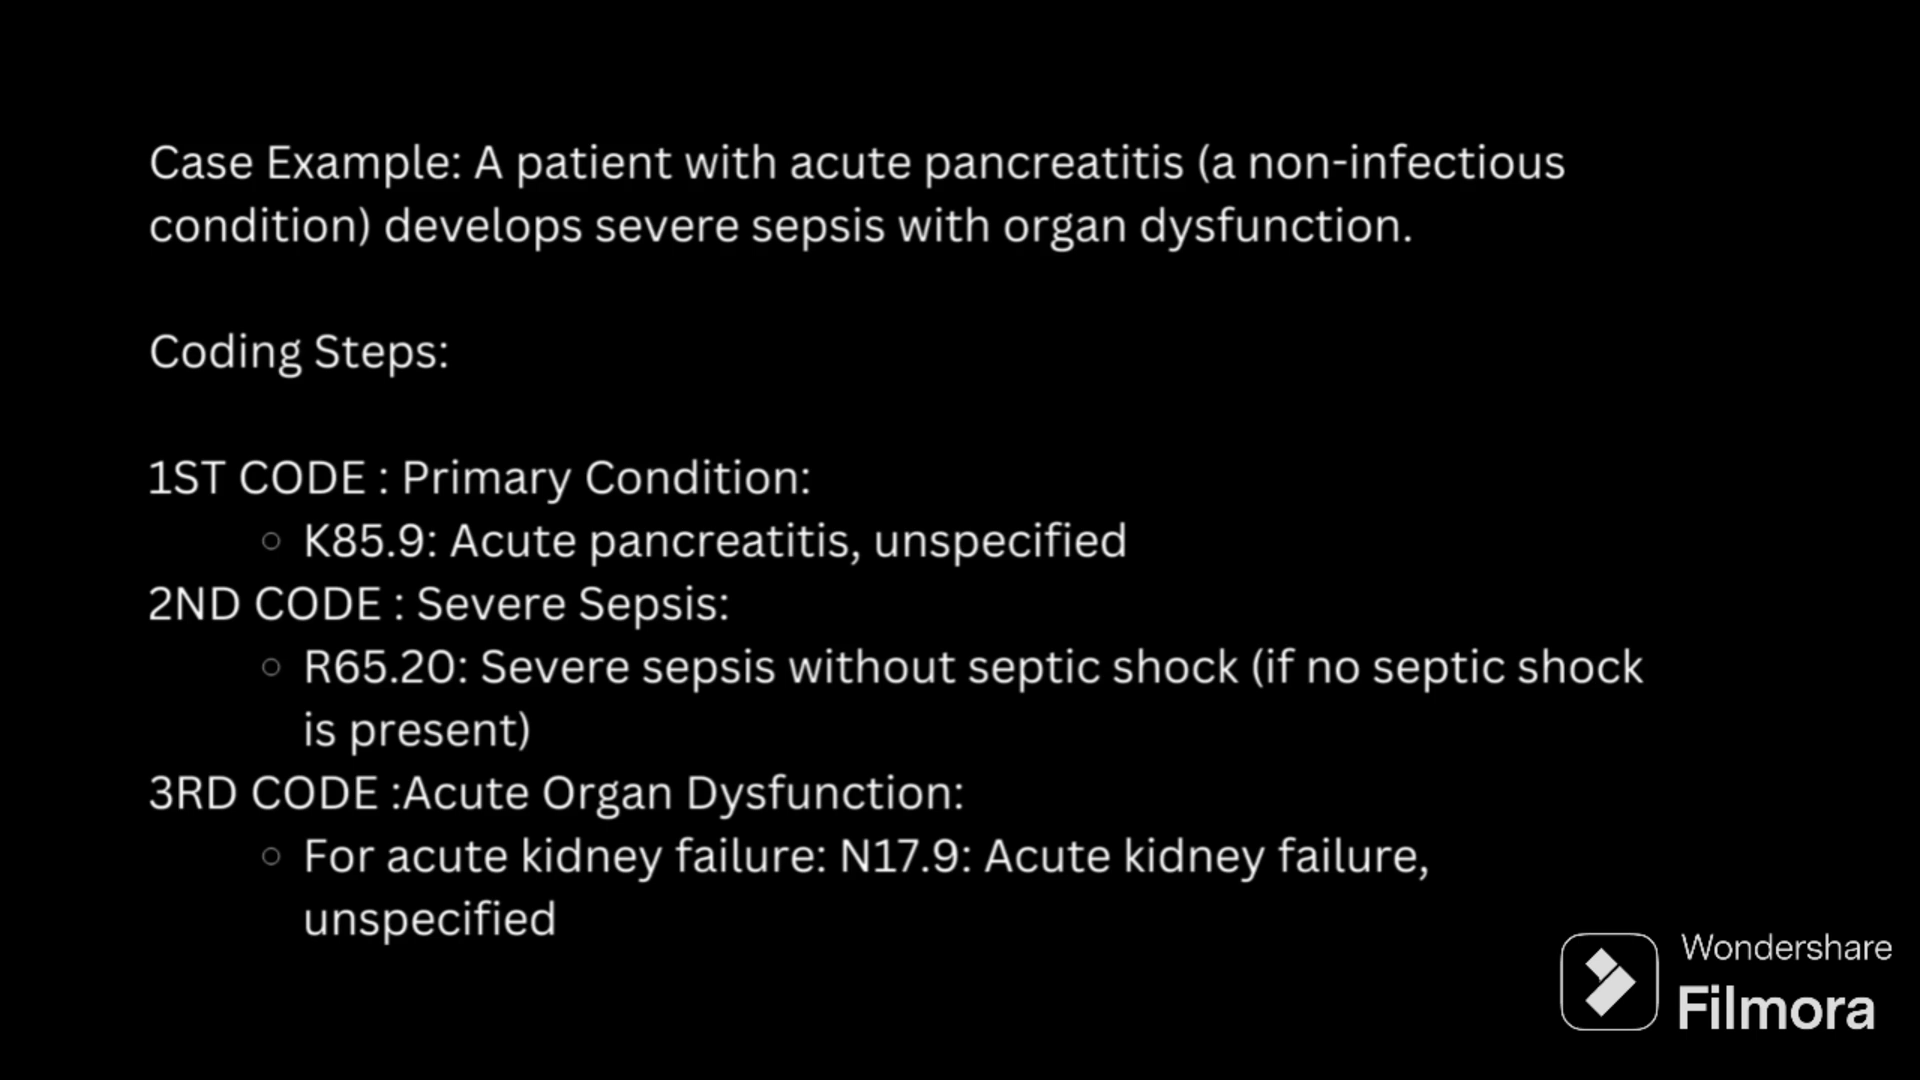 Case Example: A patient with acute pancreatitis (a non-infectious
condition) develops severe sepsis with organ dysfunction.
Coding Steps:
1ST CODE : Primary Condition:
○ K85.9: Acute pancreatitis, unspecified
2ND CODE : Severe Sepsis:
○ R65.20: Severe sepsis without septic shock (if no septic shock
is present)
3RD CODE :Acute Organ Dysfunction:
○ For acute kidney failure: N17.9: Acute kidney failure,
unspecified
Wondershare
Filmora